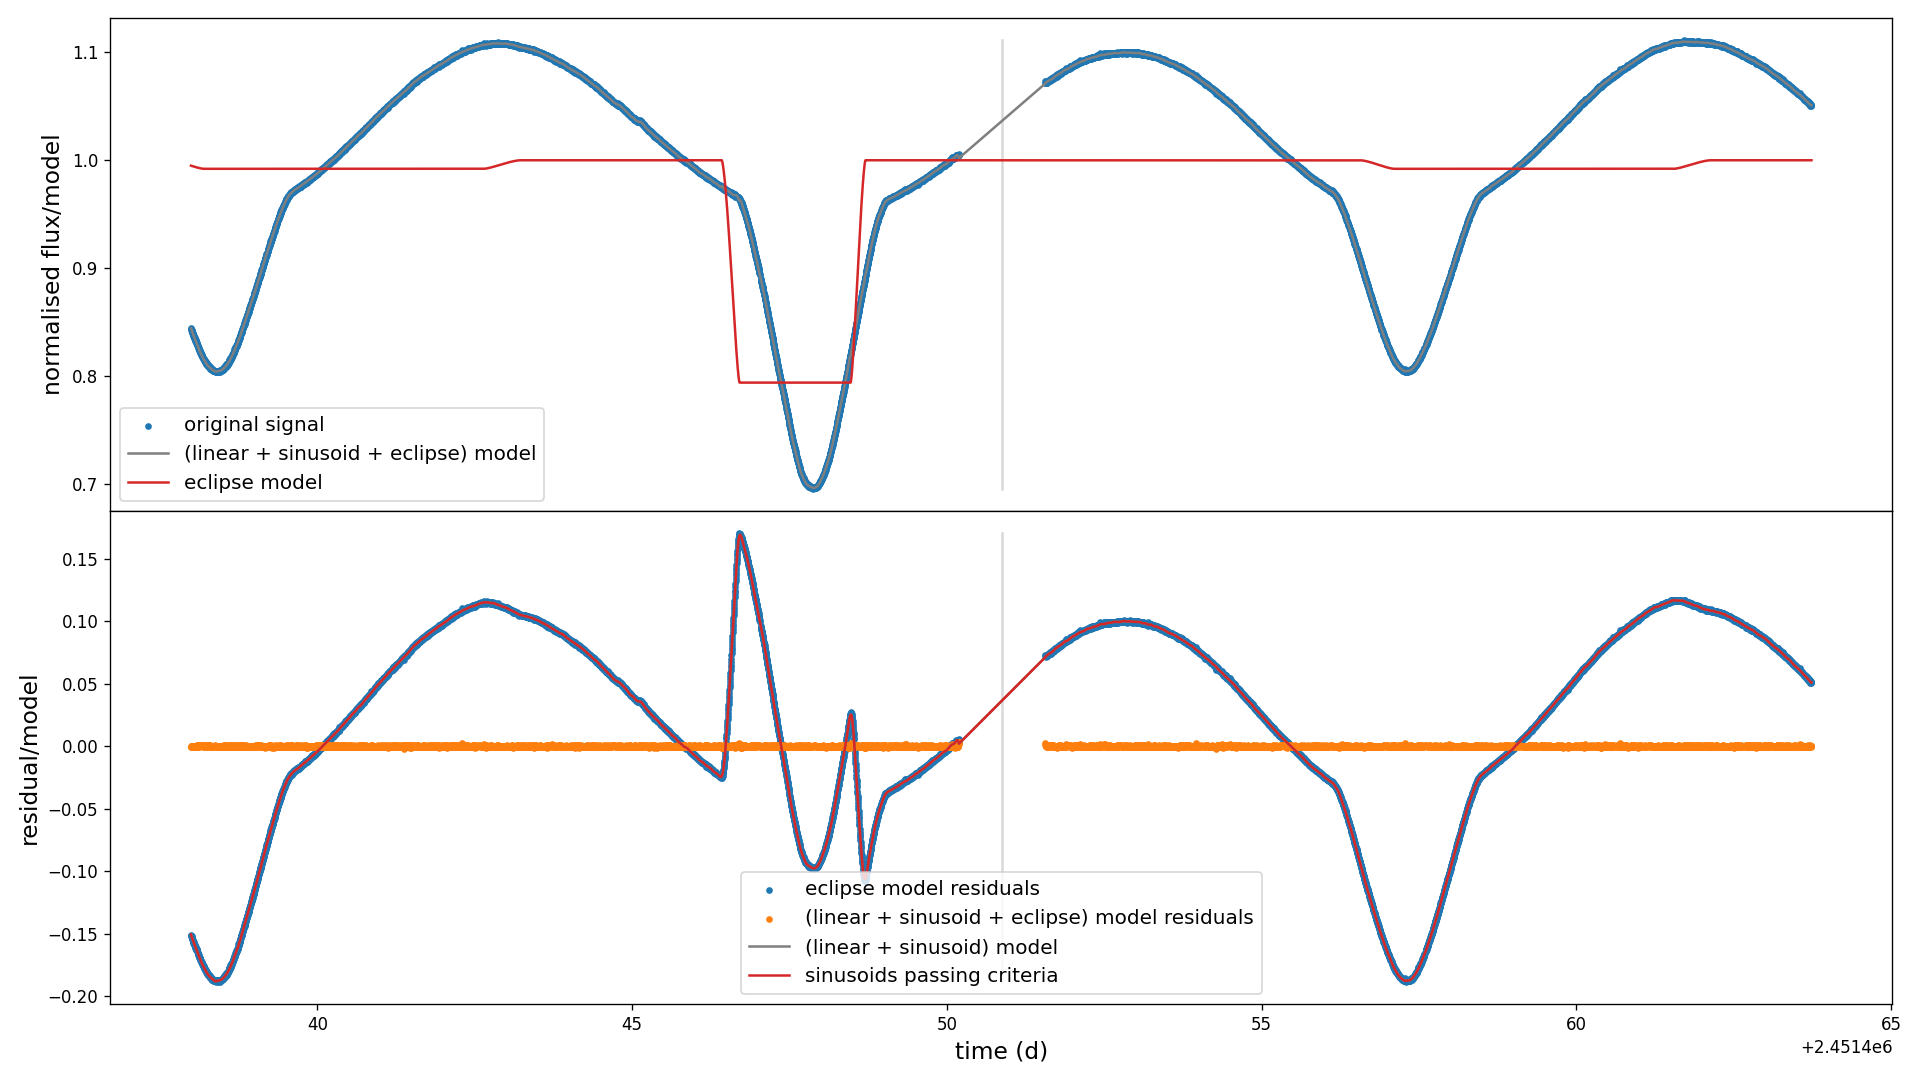 normalised flux/model
1.1
1.0
0.9
0.8
0.7
original signal
(linear + sinusoid + eclipse) model
eclipse model
residual/model
0.15
0.10
0.05
0.00
−0.05
−0.10
−0.15
−0.20
eclipse model residuals
(linear + sinusoid + eclipse) model residuals
(linear + sinusoid) model
sinusoids passing criteria
40 45 50 55 60 65
time (d)
+2.4514e6